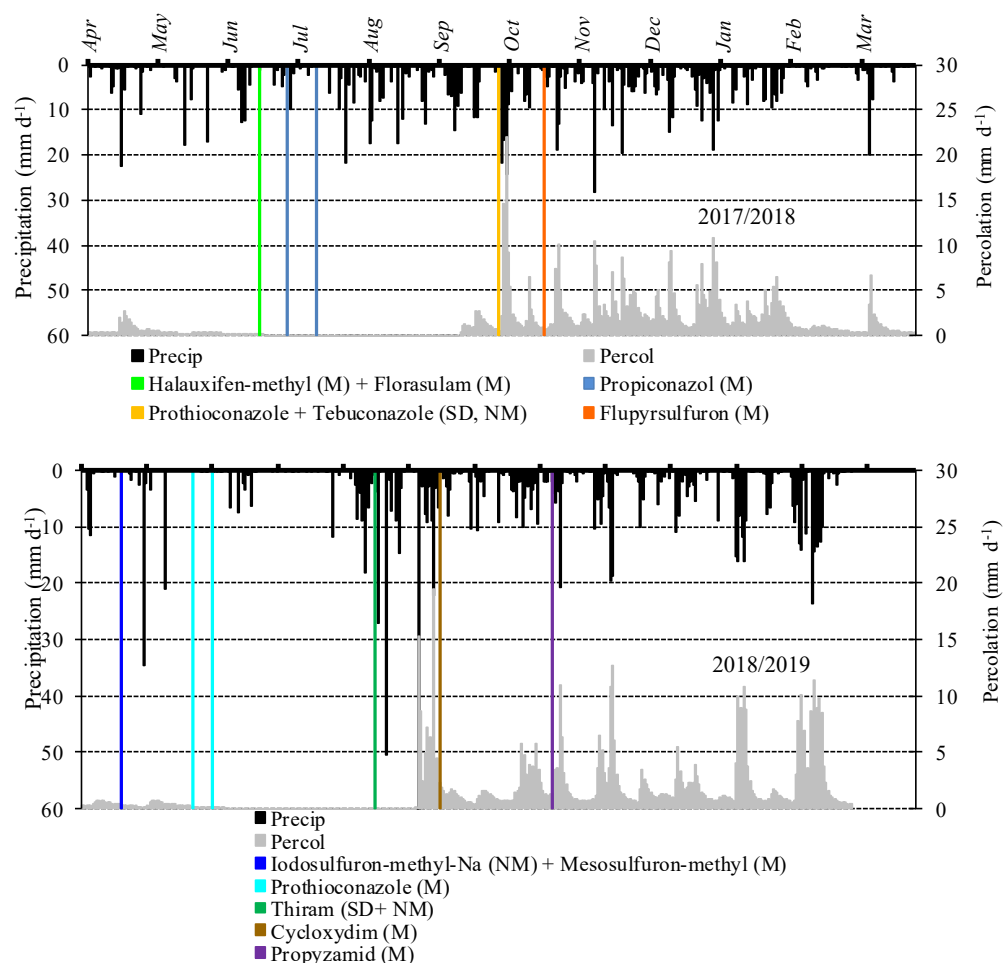 Apr May Jun Jul Aug Sep Oct Nov Dec Jan Feb Mar
0 30
10 25
20 20
30 15
40 10
50 5
60 0
Precipitation (mm d-1)
Percolation (mm d-1)
2017/2018
Precip Percol
Halauxifen-methyl (M) + Florasulam (M) Propiconazol (M)
Prothioconazole + Tebuconazole (SD, NM) Flupyrsulfuron (M)
0 30
10 25
20 20
30 15
40 10
50 5
60 0
Precipitation (mm d-1)
Percolation (mm d-1)
2018/2019
Precip
Percol
Iodosulfuron-methyl-Na (NM) + Mesosulfuron-methyl (M)
Prothioconazole (M)
Thiram (SD+ NM)
Cycloxydim (M)
Propyzamid (M)